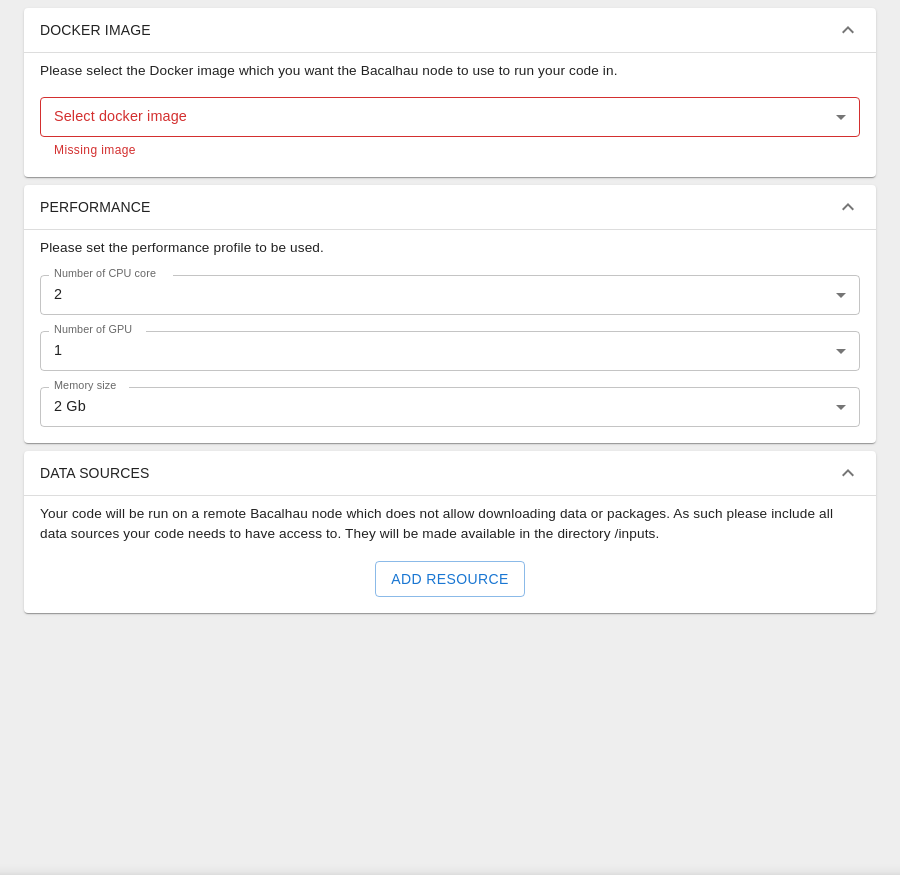 DOCKER IMAGE
Please select the Docker image which you want the Bacalhau node to use to run your code in.
Select docker image
Missing image
PERFORMANCE
Please set the performance profile to be used.
Number of CPU core
2
Number of GPU
1
Memory size
2 Gb
DATA SOURCES
Your code will be run on a remote Bacalhau node which does not allow downloading data or packages. As such please include all
data sources your code needs to have access to. They will be made available in the directory /inputs.
ADD RESOURCE